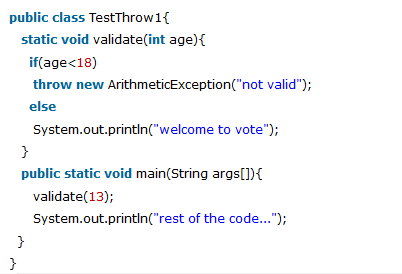 public class TestThrow1{
static void validate(int age){
if(age<18)
throw new ArithmeticException("not valid");
else
System.out.println("welcome to vote");
}
public static void main(String args[]){
validate(13);
System.out.println("rest of the code...");
}
}